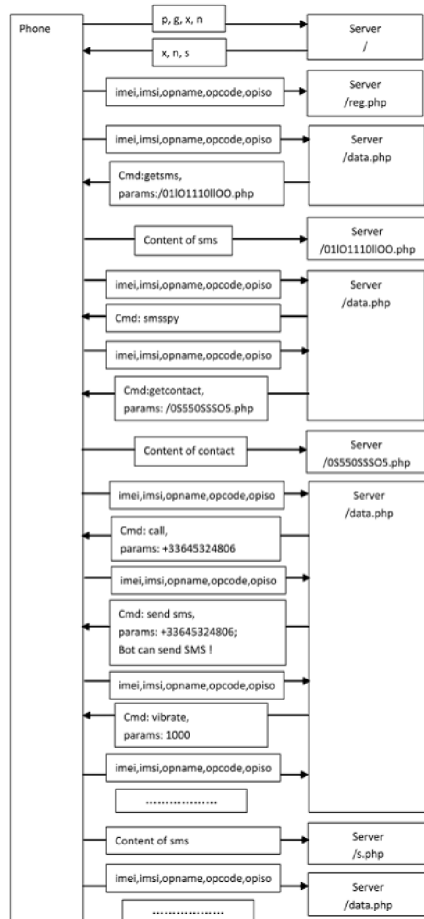 Phone
p, g, x, n
Server
/
x, n, s
imei,imsi,opname,opcode,opiso
Server
/reg.php
imei,imsi,opname,opcode,opiso
Server
/data.php
Cmd:getsms,
params:/01IO1110IIOO.php
Content of sms
Server
/01IO1110IIOO.php
imei,imsi,opname,opcode,opiso
Server
/data.php
Cmd: smsspy
imei,imsi,opname,opcode,opiso
Cmd:getcontact,
params: /0S550SSSO5.php
Content of contact
Server
/0S550SSSO5.php
imei,imsi,opname,opcode,opiso
Server
/data.php
Cmd: call,
params: +33645324806
imei,imsi,opname,opcode,opiso
Cmd: send sms,
params: +33645324806;
Bot can send SMS !
imei,imsi,opname,opcode,opiso
Cmd: vibrate,
params: 1000
imei,imsi,opname,opcode,opiso
..................
Content of sms
Server
/s.php
imei,imsi,opname,opcode,opiso
Server
/data.php
..................